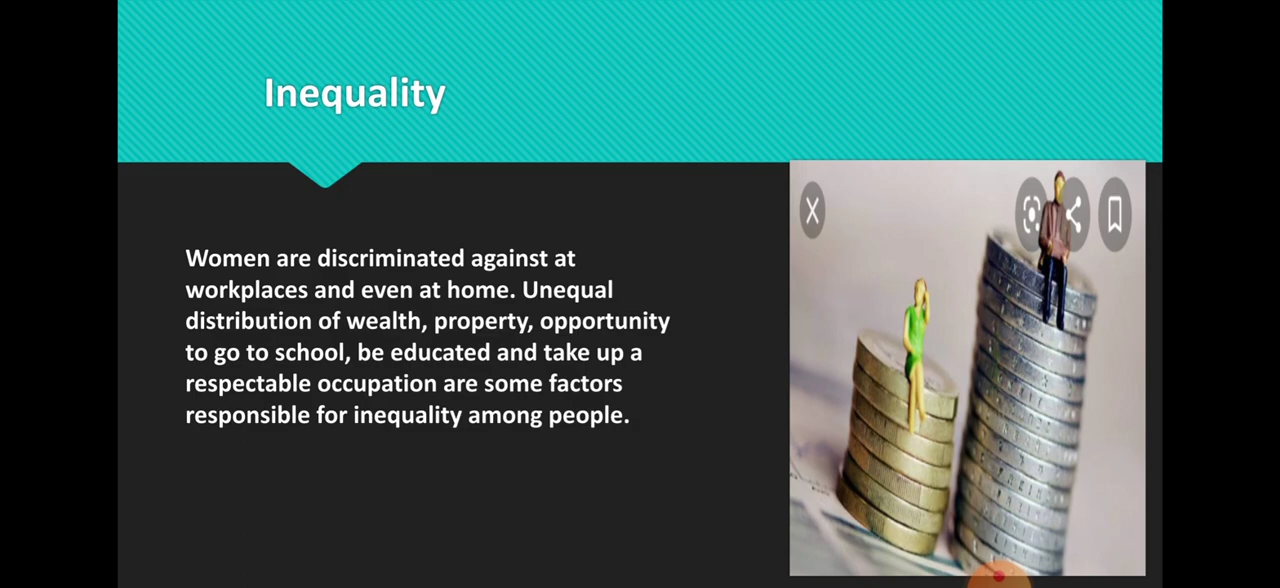 Inequality
Women are discriminated against at
workplaces and even at home. Unequal
distribution of wealth, property, opportunity
to go to school, be educated and take up a
respectable occupation are some factors
responsible for inequality among people.